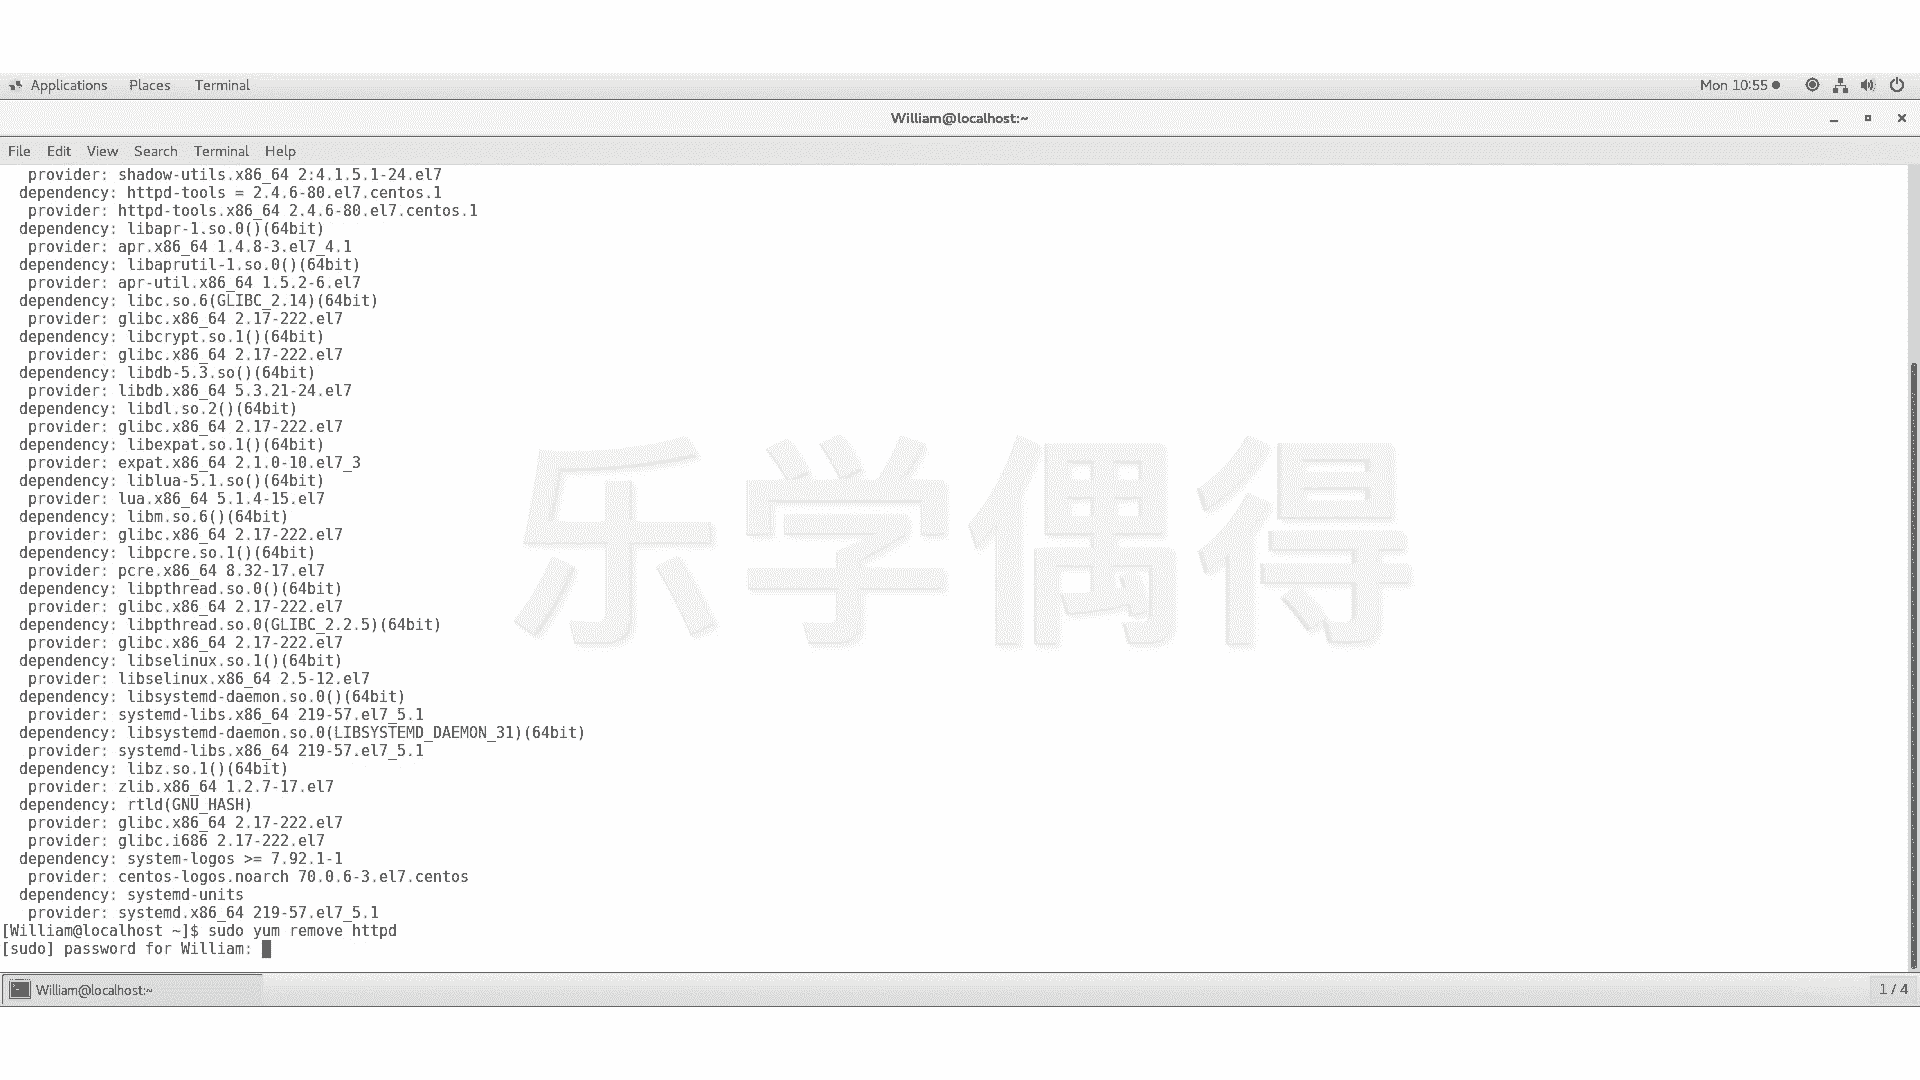 Applications Places Terminal Mon 10:55
William@localhost:~
File Edit View Search Terminal Help
provider: shadow-utils.x86_64 2:4.1.5.1-24.el7
dependency: httpd-tools = 2.4.6-80.el7.centos.1
provider: httpd-tools.x86_64 2.4.6-80.el7.centos.1
dependency: libapr-1.so.0()(64bit)
provider: apr.x86_64 1.4.8-3.el7_4.1
dependency: libaprutil-1.so.0()(64bit)
provider: apr-util.x86_64 1.5.2-6.el7
dependency: libc.so.6(GLIBC_2.14)(64bit)
provider: glibc.x86_64 2.17-222.el7
dependency: libcrypt.so.1()(64bit)
provider: glibc.x86_64 2.17-222.el7
dependency: libdb-5.3.so()(64bit)
provider: libdb.x86_64 5.3.21-24.el7
dependency: libdl.so.2()(64bit)
provider: glibc.x86_64 2.17-222.el7
dependency: libexpat.so.1()(64bit)
provider: expat.x86_64 2.1.0-10.el7_3
dependency: liblua-5.1.so()(64bit)
provider: lua.x86_64 5.1.4-15.el7
dependency: libm.so.6()(64bit)
provider: glibc.x86_64 2.17-222.el7
dependency: libpcre.so.1()(64bit)
provider: pcre.x86_64 8.32-17.el7
dependency: libpthread.so.0()(64bit)
provider: glibc.x86_64 2.17-222.el7
dependency: libpthread.so.0(GLIBC_2.2.5)(64bit)
provider: glibc.x86_64 2.17-222.el7
dependency: libselinux.so.1()(64bit)
provider: libselinux.x86_64 2.5-12.el7
dependency: libsystemd-daemon.so.0()(64bit)
provider: systemd-libs.x86_64 219-57.el7_5.1
dependency: libsystemd-daemon.so.0(LIBSYSTEMD_DAEMON_31)(64bit)
provider: systemd-libs.x86_64 219-57.el7_5.1
dependency: libz.so.1()(64bit)
provider: zlib.x86_64 1.2.7-17.el7
dependency: rtld(GNU_HASH)
provider: glibc.x86_64 2.17-222.el7
provider: glibc.i686 2.17-222.el7
dependency: system-logos >= 7.92.1-1
provider: centos-logos.noarch 70.0.6-3.el7.centos
dependency: systemd-units
provider: systemd.x86_64 219-57.el7_5.1
[William@localhost ~]$ sudo yum remove httpd
[sudo] password for William:
乐学偶得
William@localhost:~ 1 / 4